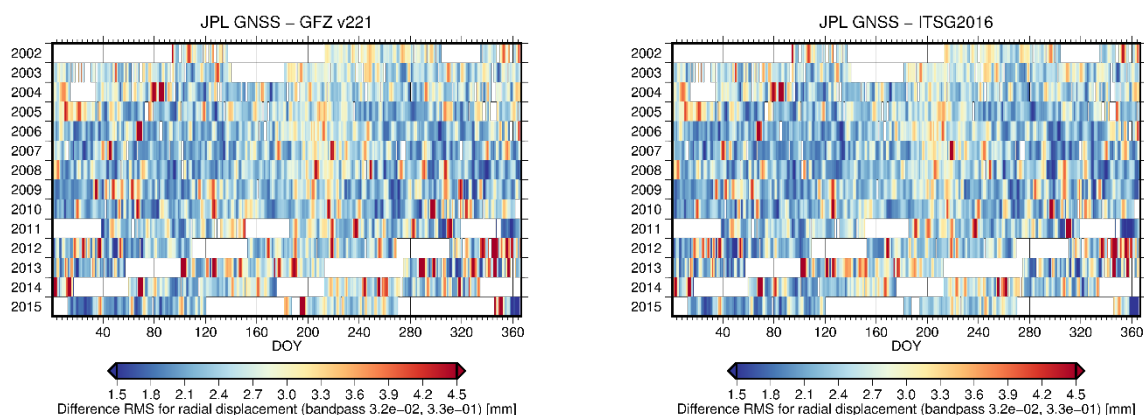 JPL GNSS – GFZ v221
2002
2003
2004
2005
2006
2007
2008
2009
2010
2011
2012
2013
2014
2015
40 80 120 160 200 240 280 320 360
DOY
1.5 1.8 2.1 2.4 2.7 3.0 3.3 3.6 3.9 4.2 4.5
Difference RMS for radial displacement (bandpass 3.2e−02, 3.3e−01) [mm]
JPL GNSS – ITSG2016
2002
2003
2004
2005
2006
2007
2008
2009
2010
2011
2012
2013
2014
2015
40 80 120 160 200 240 280 320 360
DOY
1.5 1.8 2.1 2.4 2.7 3.0 3.3 3.6 3.9 4.2 4.5
Difference RMS for radial displacement (bandpass 3.2e−02, 3.3e−01) [mm]